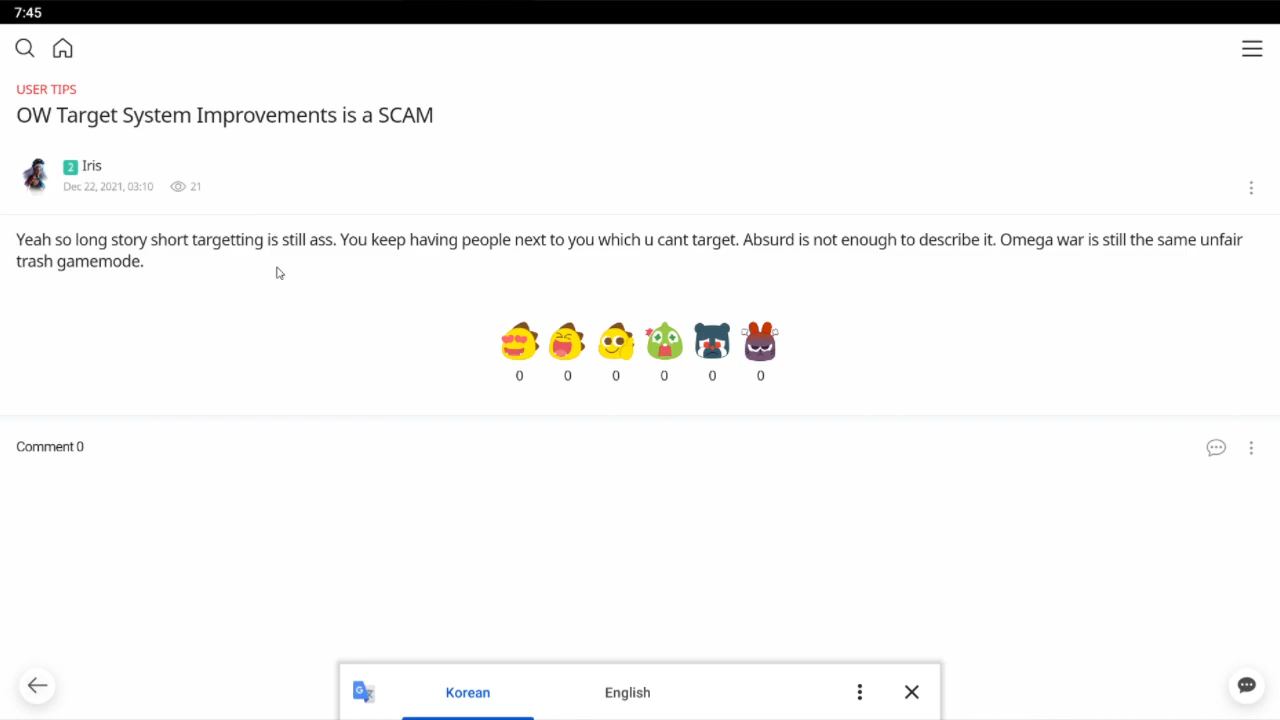 7:45
USER TIPS
OW Target System Improvements is a SCAM
2 Iris
Dec 22, 2021, 03:10 21
Yeah so long story short targetting is still ass. You keep having people next to you which u cant target. Absurd is not enough to describe it. Omega war is still the same unfair
trash gamemode.
0 0 0 0 0 0
Comment 0
G Korean English